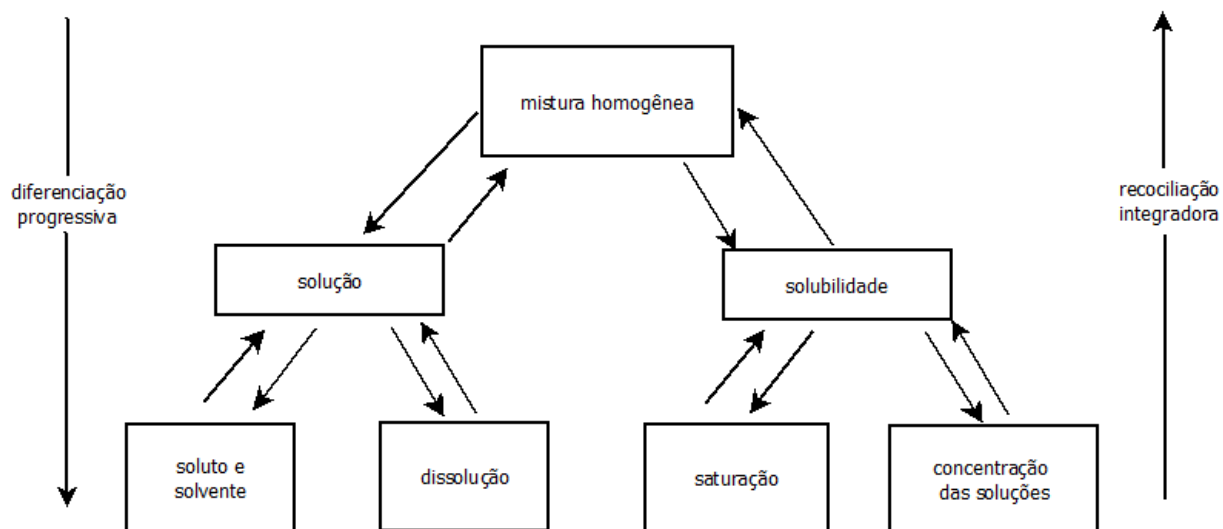 mistura homogênea
diferenciação
progressiva
recociliação
integradora
solução
solubilidade
soluto e
solvente
dissolução
saturação
concentração
das soluções